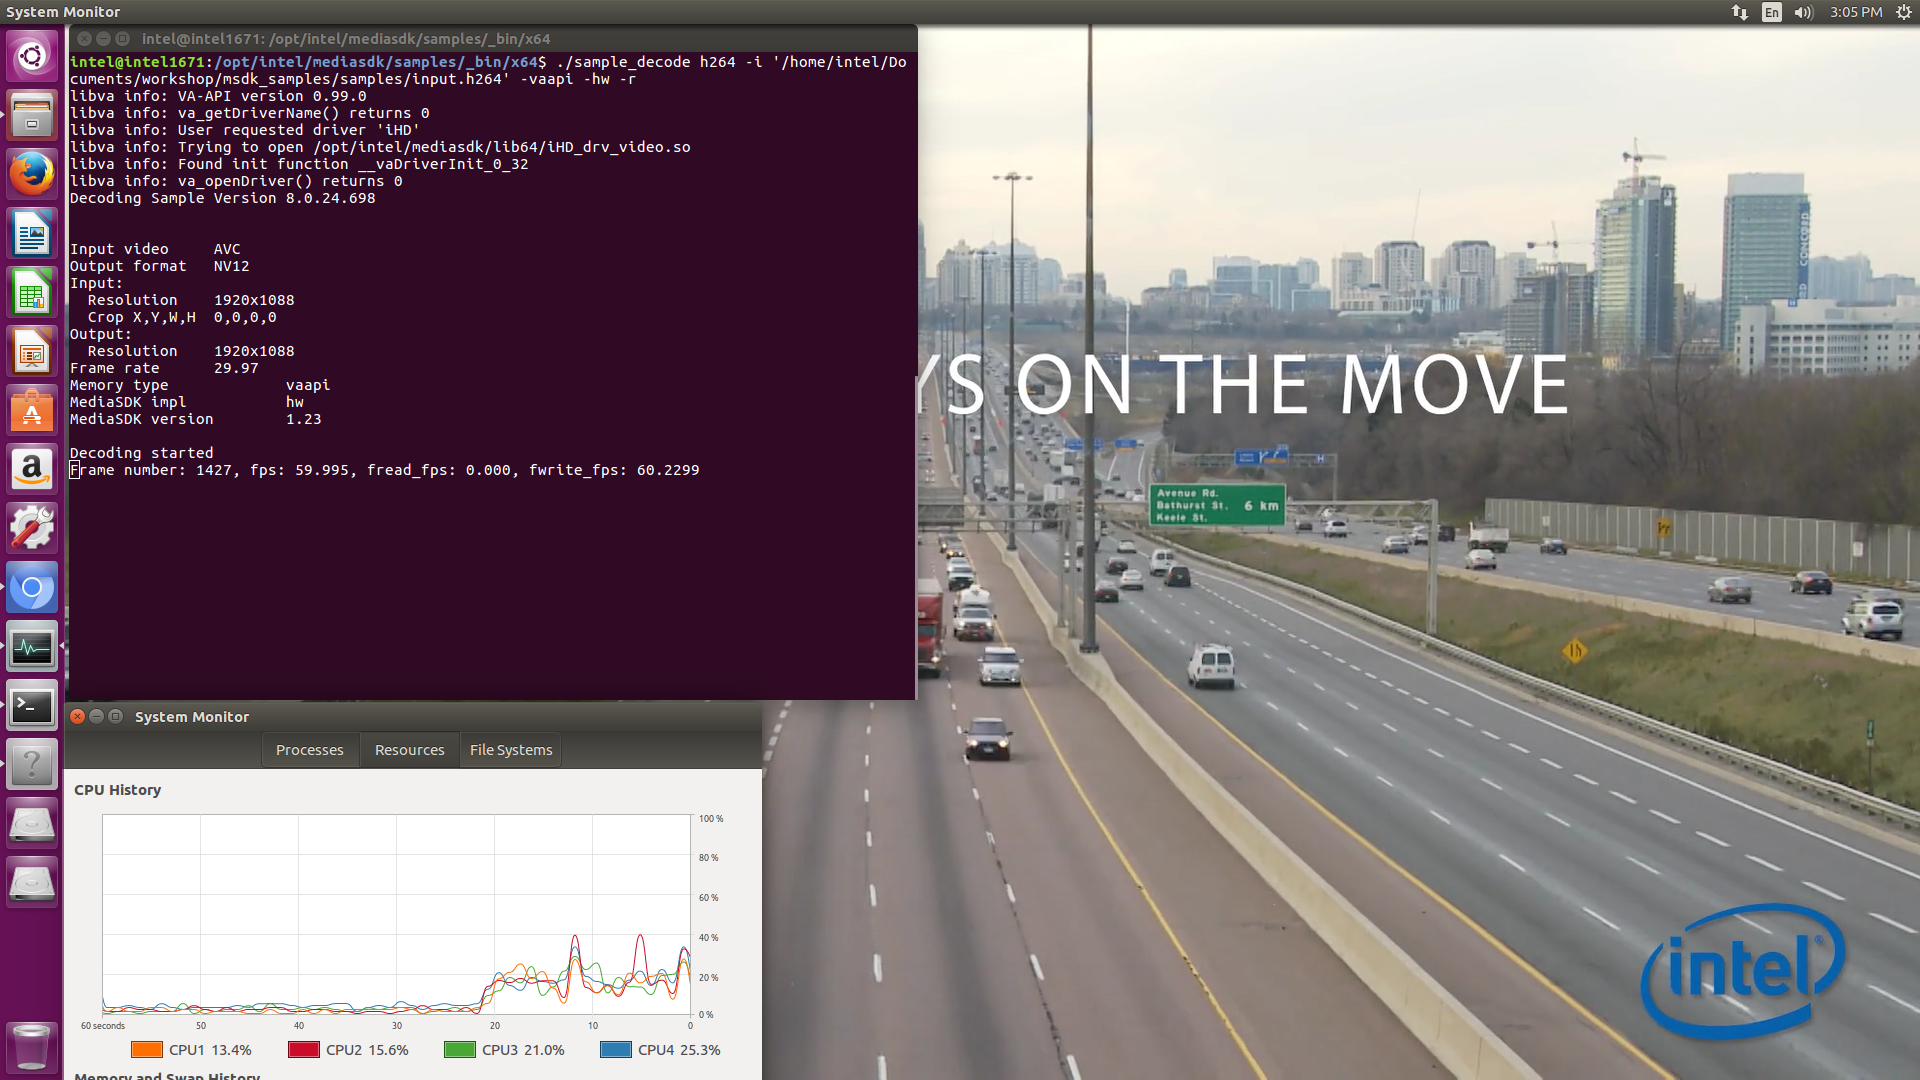 System Monitor
En
3:05 PM
intel@intel1671: /opt/intel/mediasdk/samples/_bin/x64
intel@intel1671:/opt/intel/mediasdk/samples/_bin/x64$ ./sample_decode h264 -i '/home/intel/Do
cuments/workshop/msdk_samples/samples/input.h264' -vaapi -hw -r
libva info: VA-API version 0.99.0
libva info: va_getDriverName() returns 0
libva info: User requested driver 'iHD'
libva info: Trying to open /opt/intel/mediasdk/lib64/iHD_drv_video.so
libva info: Found init function __vaDriverInit_0_32
libva info: va_openDriver() returns 0
Decoding Sample Version 8.0.24.698
Input video AVC
Output format NV12
Input:
Resolution 1920x1088
Crop X,Y,W,H 0,0,0,0
Output:
Resolution 1920x1088
Frame rate 29.97
Memory type vaapi
MediaSDK impl hw
MediaSDK version 1.23
Decoding started
Frame number: 1427, fps: 59.995, fread_fps: 0.000, fwrite_fps: 60.2299
YS ON THE MOVE
CONCORD
H
Avenue Rd.
Bathurst St. 6 km
Keele St.
System Monitor
Processes Resources File Systems
CPU History
100 %
80 %
60 %
40 %
20 %
0 %
60 seconds 50 40 30 20 10 0
CPU1 13.4% CPU2 15.6% CPU3 21.0% CPU4 25.3%
Memory and Swap History
intel®